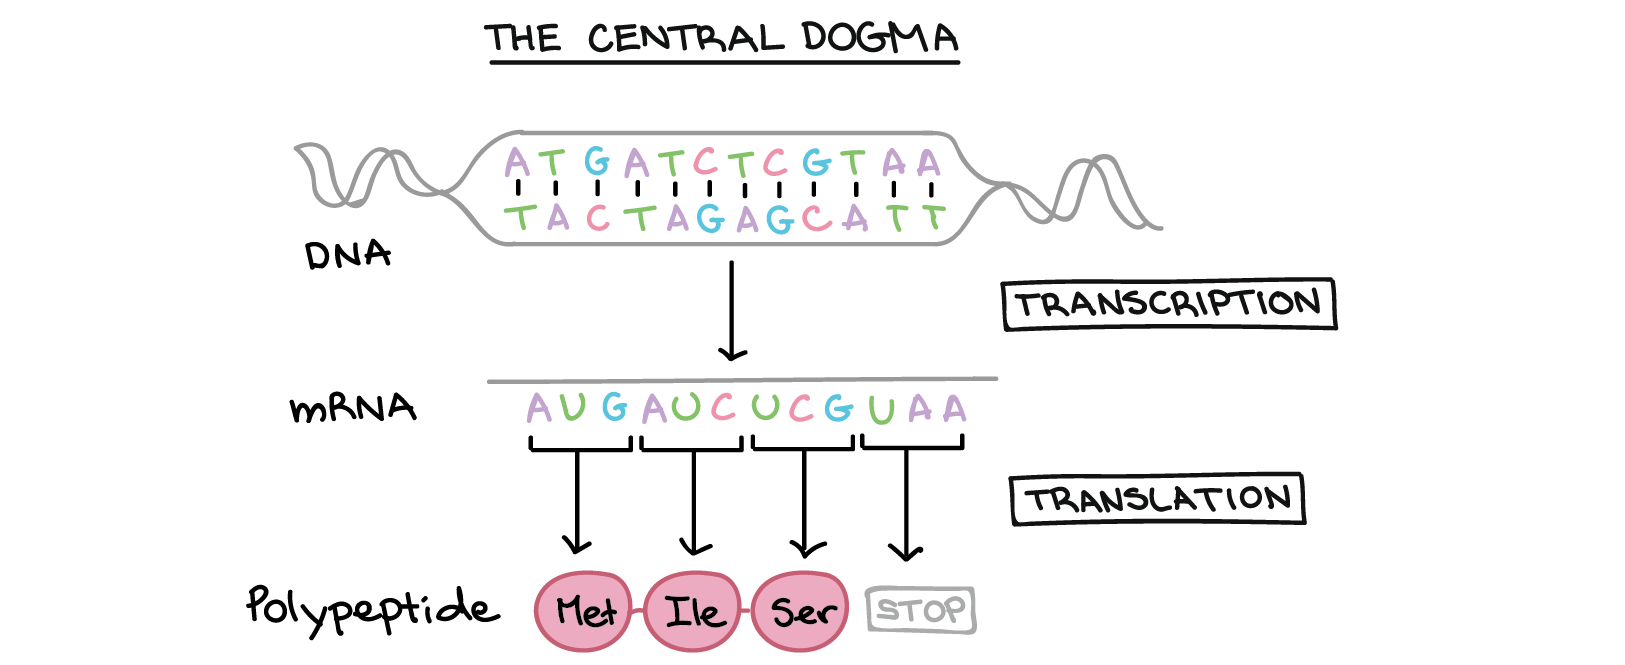 THE CENTRAL DOGMA
A T G A T C T C G T A A
T A C T A G A G C A T T
DNA
TRANSCRIPTION
mRNA
A U G A U C U C G U A A
TRANSLATION
Polypeptide
Met Ile Ser STOP